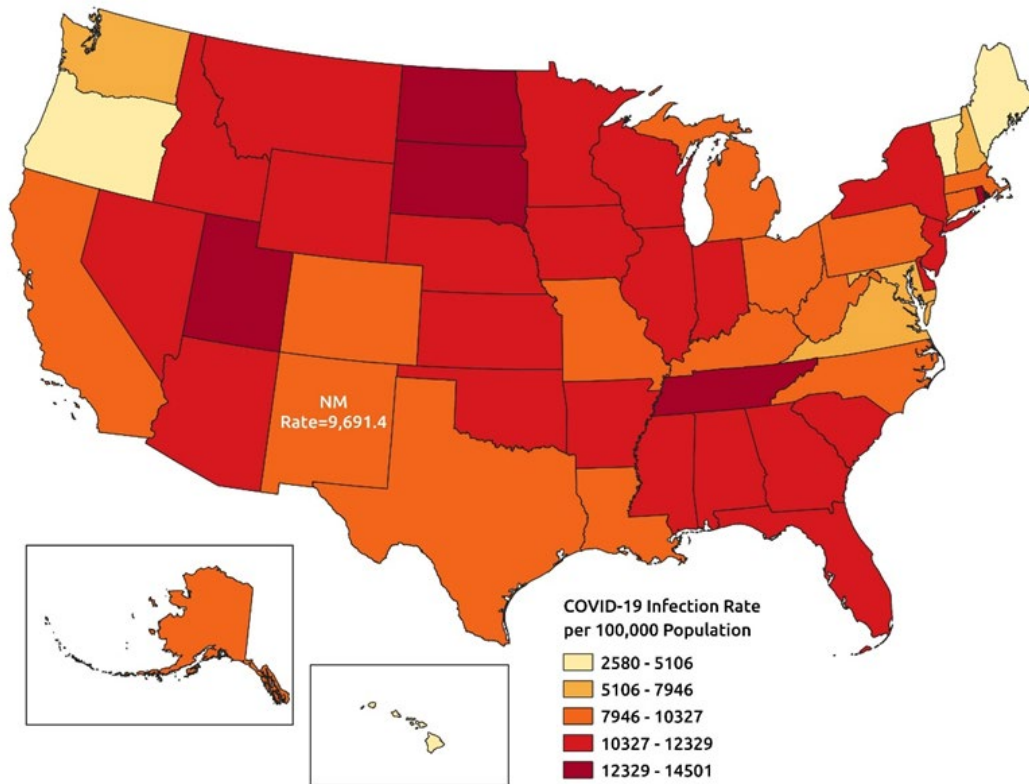 NM
Rate=9,691.4
COVID-19 Infection Rate
per 100,000 Population
2580 - 5106
5106 - 7946
7946 - 10327
10327 - 12329
12329 - 14501